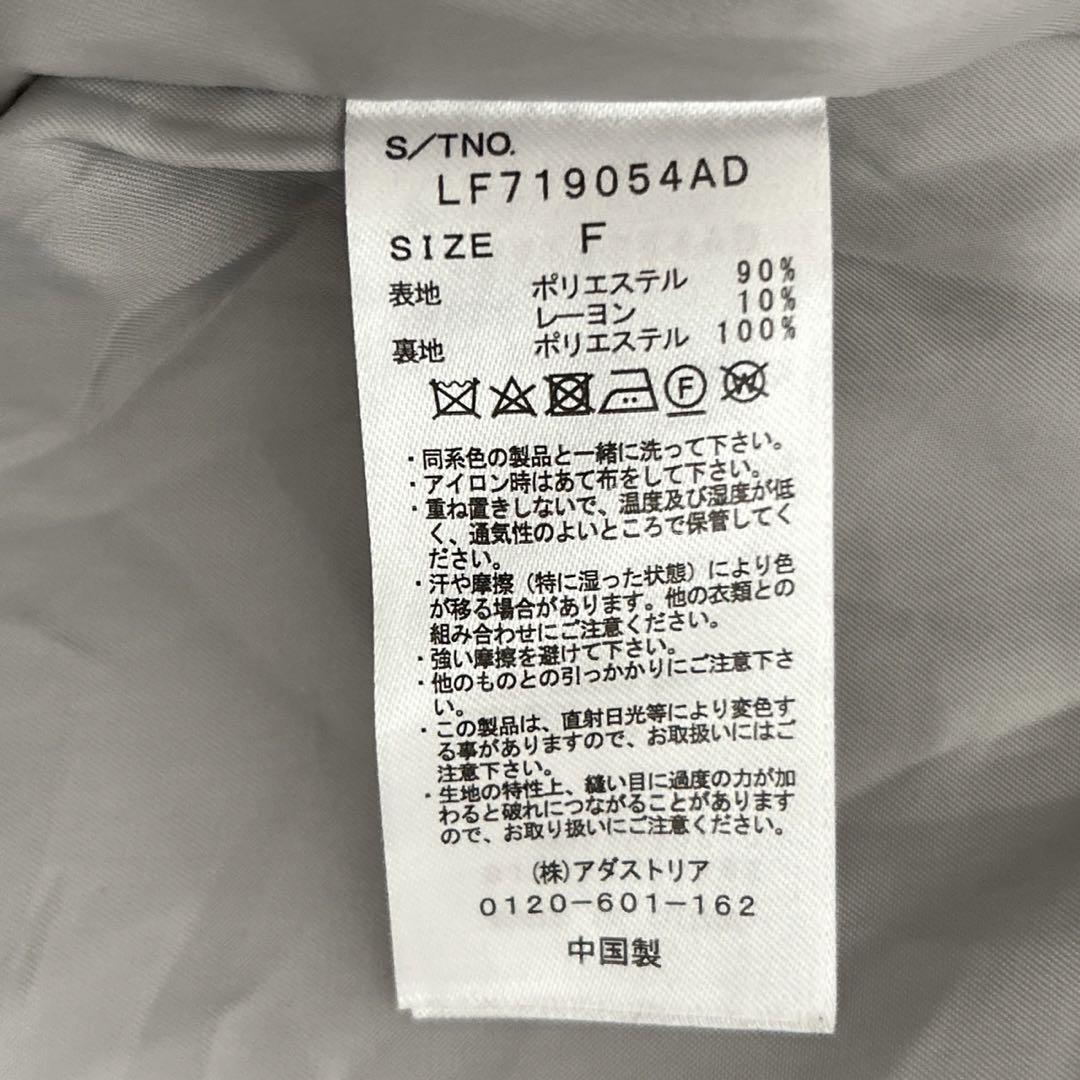 S/TNO.
LF719054AD
SIZE F
表地 ポリエステル 90%
レーヨン 10%
裏地 ポリエステル 100%
F W
・同系色の製品と一緒に洗って下さい。
・アイロン時はあて布をして下さい。
・重ね置きしないで、温度及び湿度が低
く、通気性のよいところで保管してく
ださい。
・汗や摩擦（特に湿った状態）により色
が移る場合があります。他の衣類との
組み合わせにご注意ください。
・強い摩擦を避けて下さい。
・他のものとの引っかかりにご注意下さ
い。
・この製品は、直射日光等により変色す
る事がありますので、お取扱いにはご
注意下さい。
・生地の特性上、縫い目に過度の力が加
わると破れにつながることがあります
ので、お取り扱いにご注意ください。
(株)アダストリア
0120-601-162
中国製